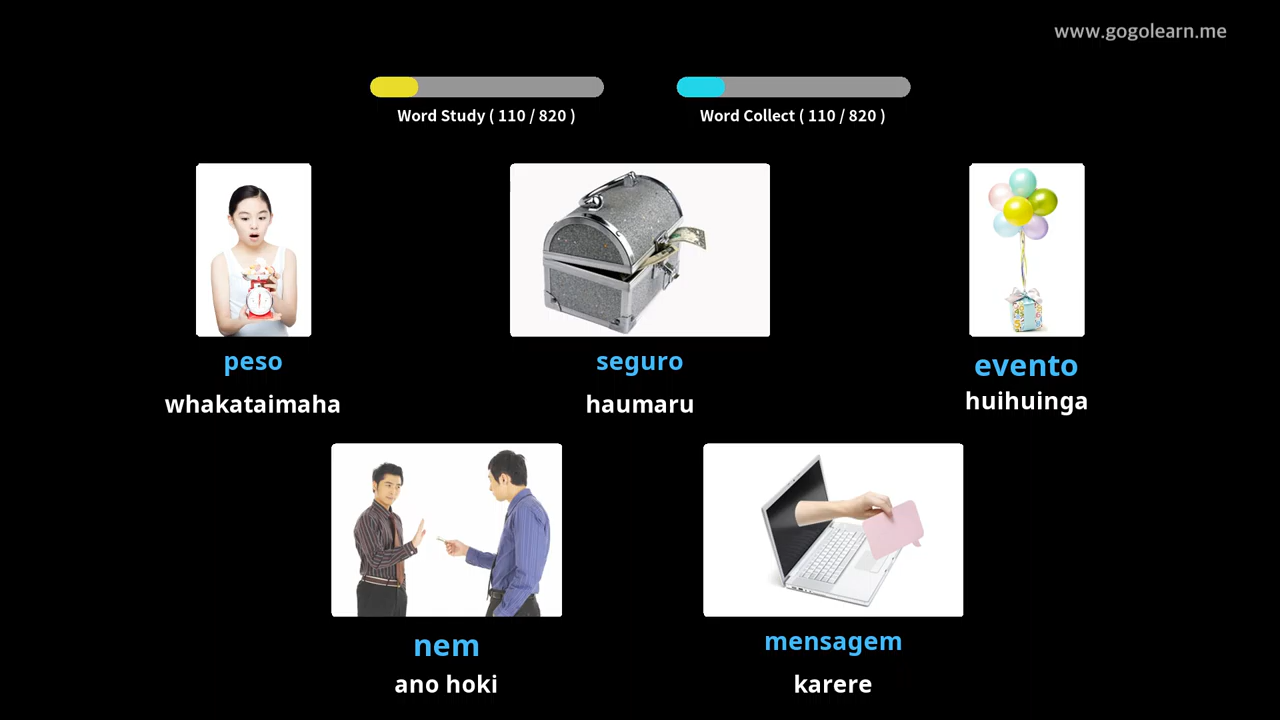 www.gogolearn.me
Word Study ( 110 / 820 )
Word Collect ( 110 / 820 )
peso
whakataimaha
seguro
haumaru
evento
huihuinga
nem
ano hoki
mensagem
karere